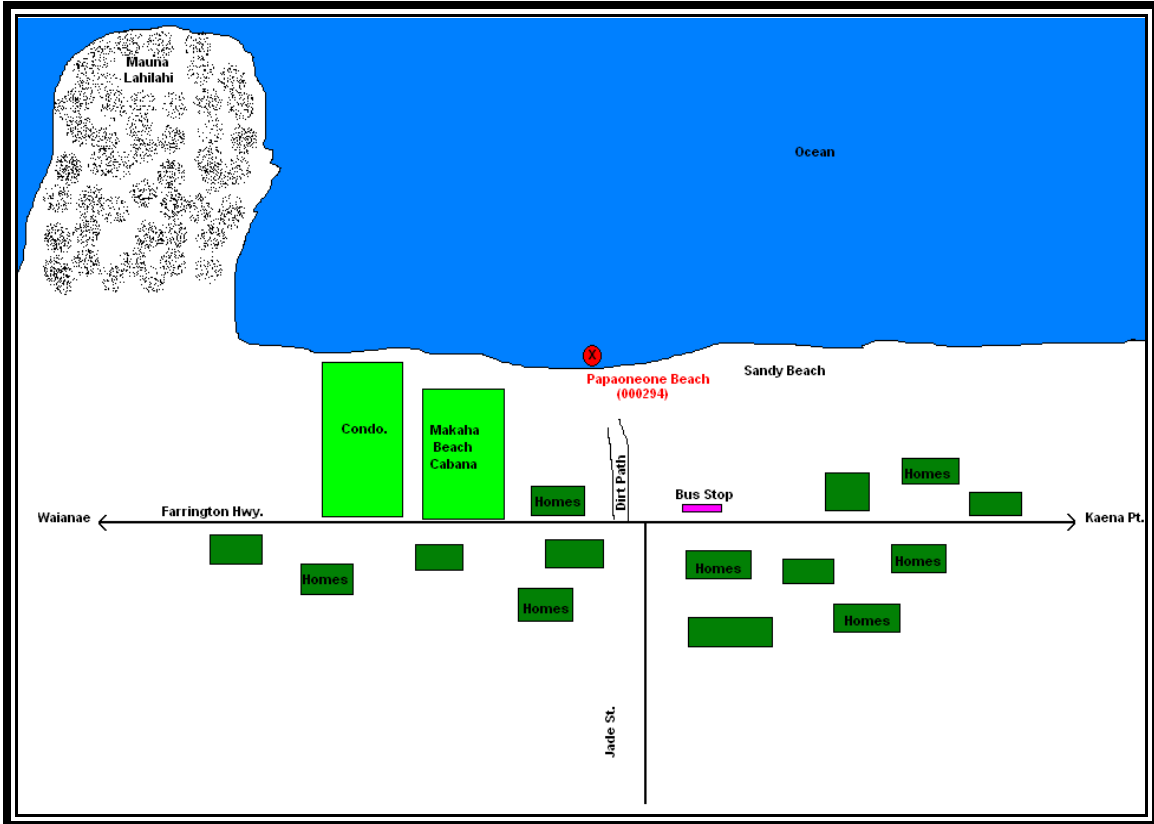 Mauna
Lahilahi
Ocean
X
Papaoneone Beach
(000294)
Sandy Beach
Condo.
Makaha
Beach
Cabana
Homes
Dirt Path
Bus Stop
Homes
Waianae
Farrington Hwy.
Kaena Pt.
Homes
Homes
Homes
Homes
Homes
Jade St.